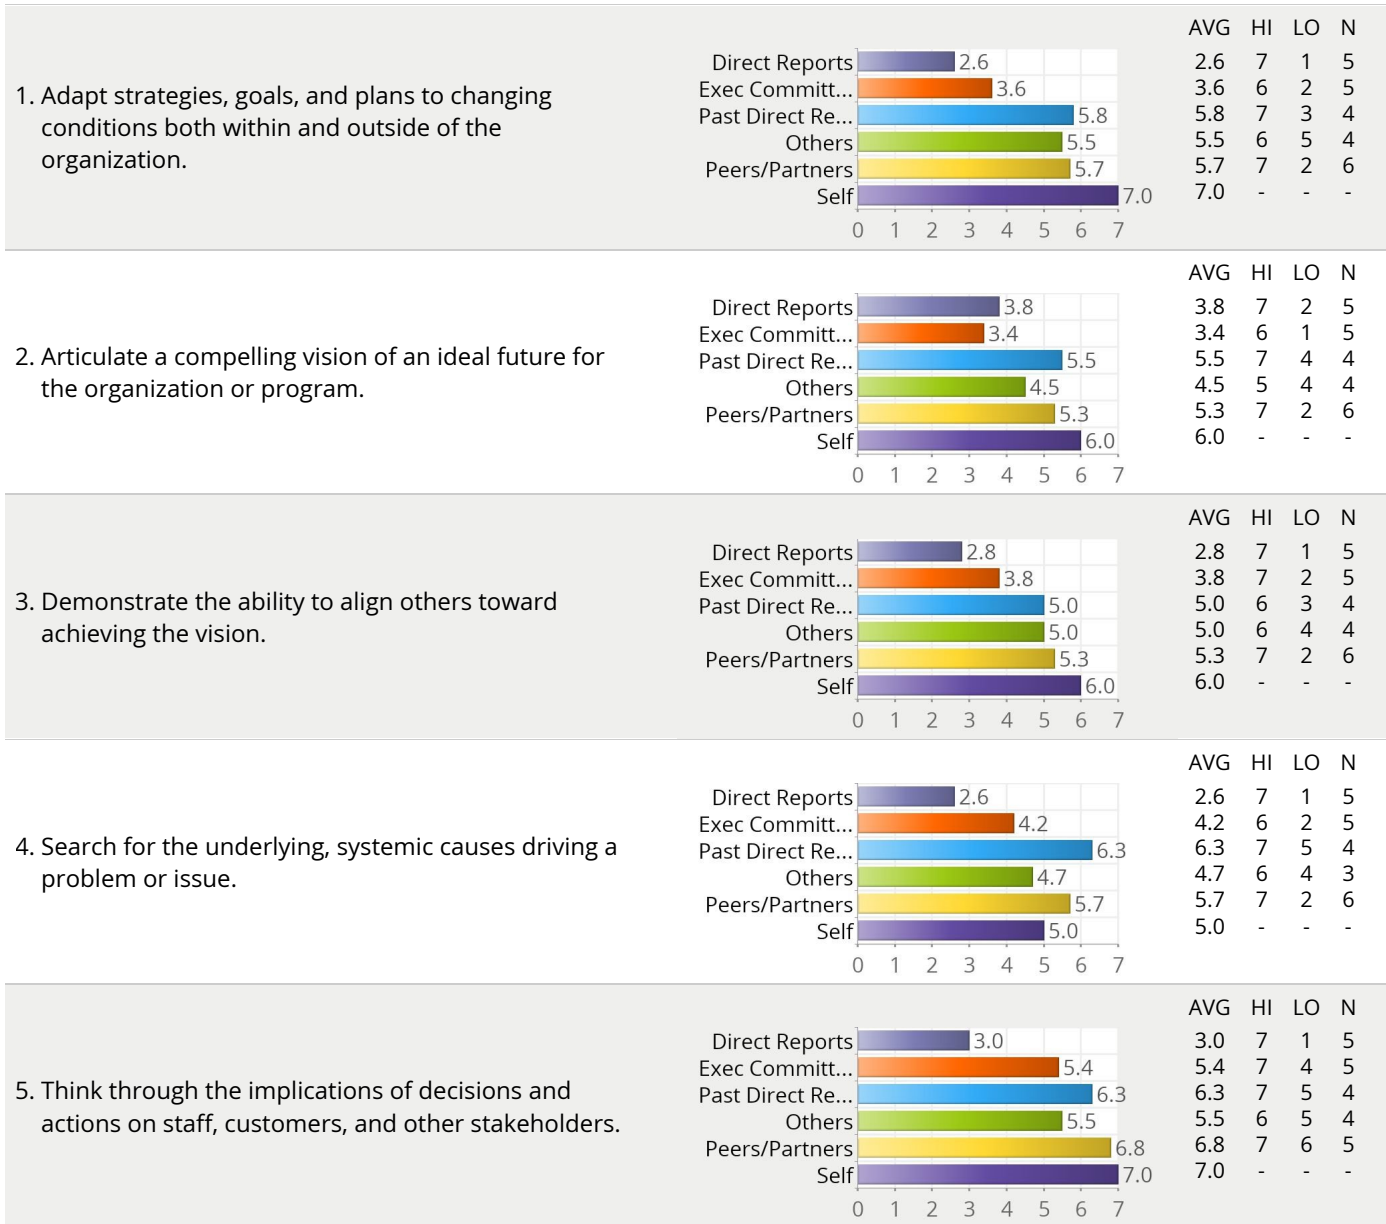 AVG HI LO N
1. Adapt strategies, goals, and plans to changing
conditions both within and outside of the
organization.
Direct Reports 2.6 2.6 7 1 5
Exec Committ... 3.6 3.6 6 2 5
Past Direct Re... 5.8 5.8 7 3 4
Others 5.5 5.5 6 5 4
Peers/Partners 5.7 5.7 7 2 6
Self 7.0 7.0 - - -
0 1 2 3 4 5 6 7
AVG HI LO N
2. Articulate a compelling vision of an ideal future for
the organization or program.
Direct Reports 3.8 3.8 7 2 5
Exec Committ... 3.4 3.4 6 1 5
Past Direct Re... 5.5 5.5 7 4 4
Others 4.5 4.5 5 4 4
Peers/Partners 5.3 5.3 7 2 6
Self 6.0 6.0 - - -
0 1 2 3 4 5 6 7
AVG HI LO N
3. Demonstrate the ability to align others toward
achieving the vision.
Direct Reports 2.8 2.8 7 1 5
Exec Committ... 3.8 3.8 7 2 5
Past Direct Re... 5.0 5.0 6 3 4
Others 5.0 5.0 6 4 4
Peers/Partners 5.3 5.3 7 2 6
Self 6.0 6.0 - - -
0 1 2 3 4 5 6 7
AVG HI LO N
4. Search for the underlying, systemic causes driving a
problem or issue.
Direct Reports 2.6 2.6 7 1 5
Exec Committ... 4.2 4.2 6 2 5
Past Direct Re... 6.3 6.3 7 5 4
Others 4.7 4.7 6 4 3
Peers/Partners 5.7 5.7 7 2 6
Self 5.0 5.0 - - -
0 1 2 3 4 5 6 7
AVG HI LO N
5. Think through the implications of decisions and
actions on staff, customers, and other stakeholders.
Direct Reports 3.0 3.0 7 1 5
Exec Committ... 5.4 5.4 7 4 5
Past Direct Re... 6.3 6.3 7 5 4
Others 5.5 5.5 6 5 4
Peers/Partners 6.8 6.8 7 6 5
Self 7.0 7.0 - - -
0 1 2 3 4 5 6 7